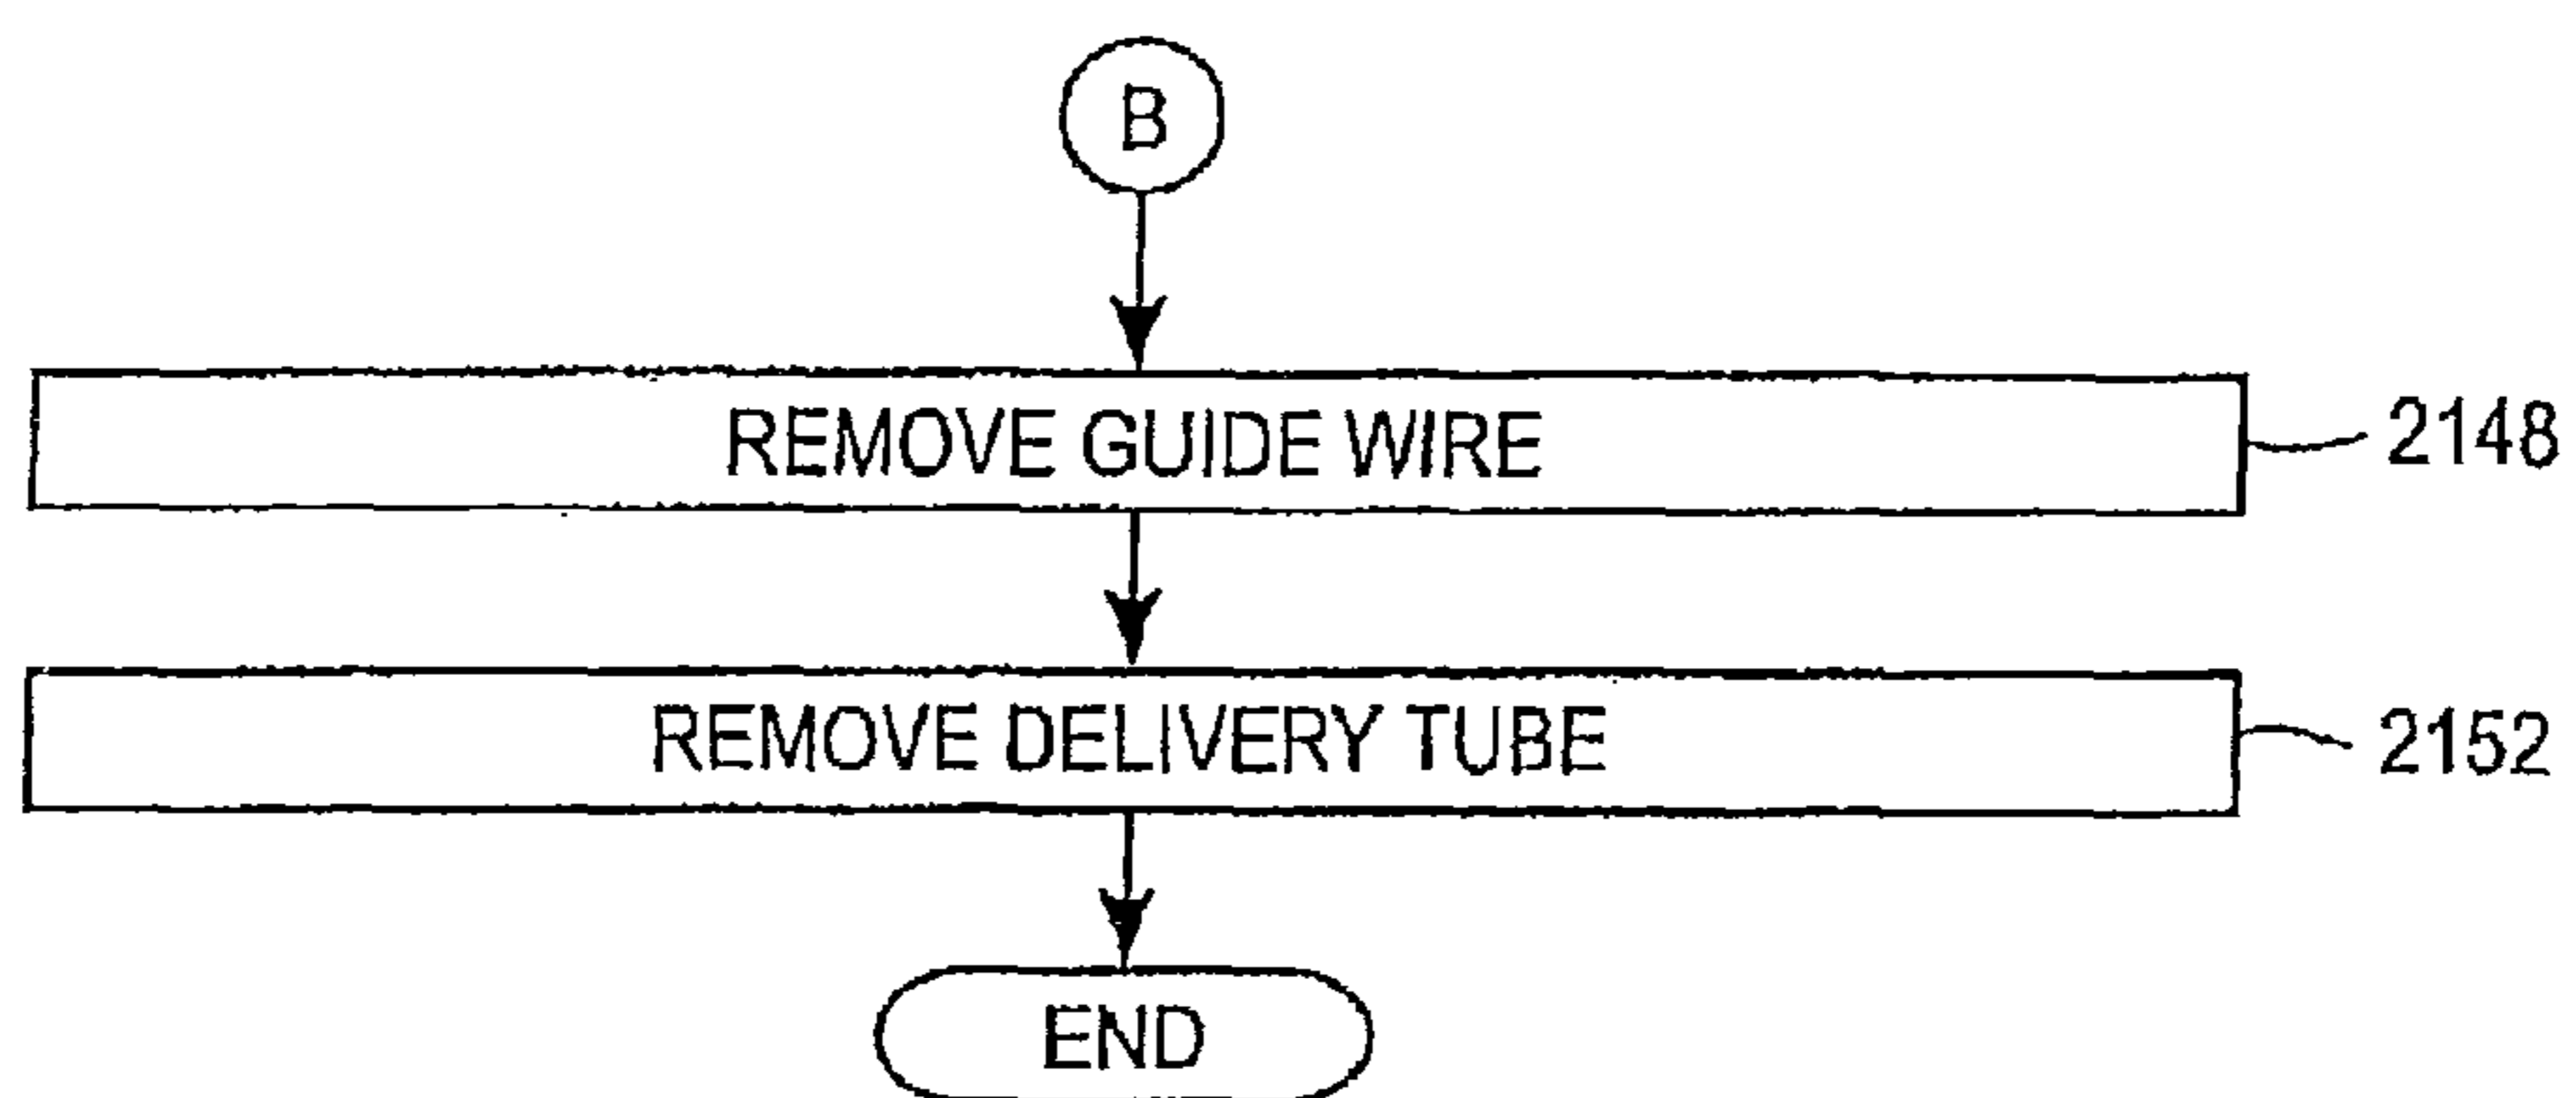 B
REMOVE GUIDE WIRE
2148
REMOVE DELIVERY TUBE
2152
END